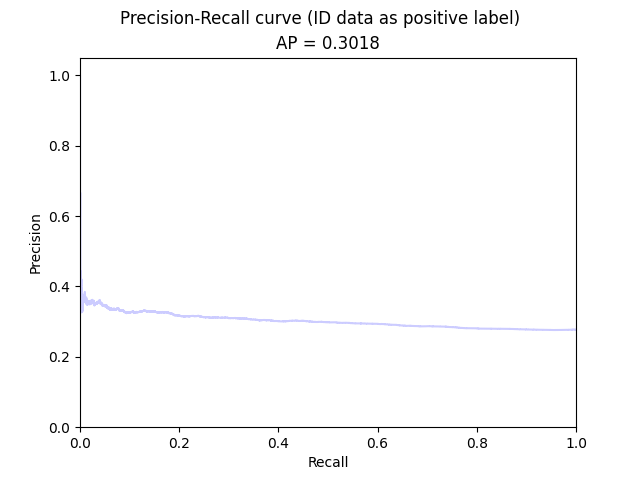 Precision-Recall curve (ID data as positive label)
AP = 0.3018
1.0
0.8
0.6
0.4
0.2
0.0
Precision
0.0 0.2 0.4 0.6 0.8 1.0
Recall